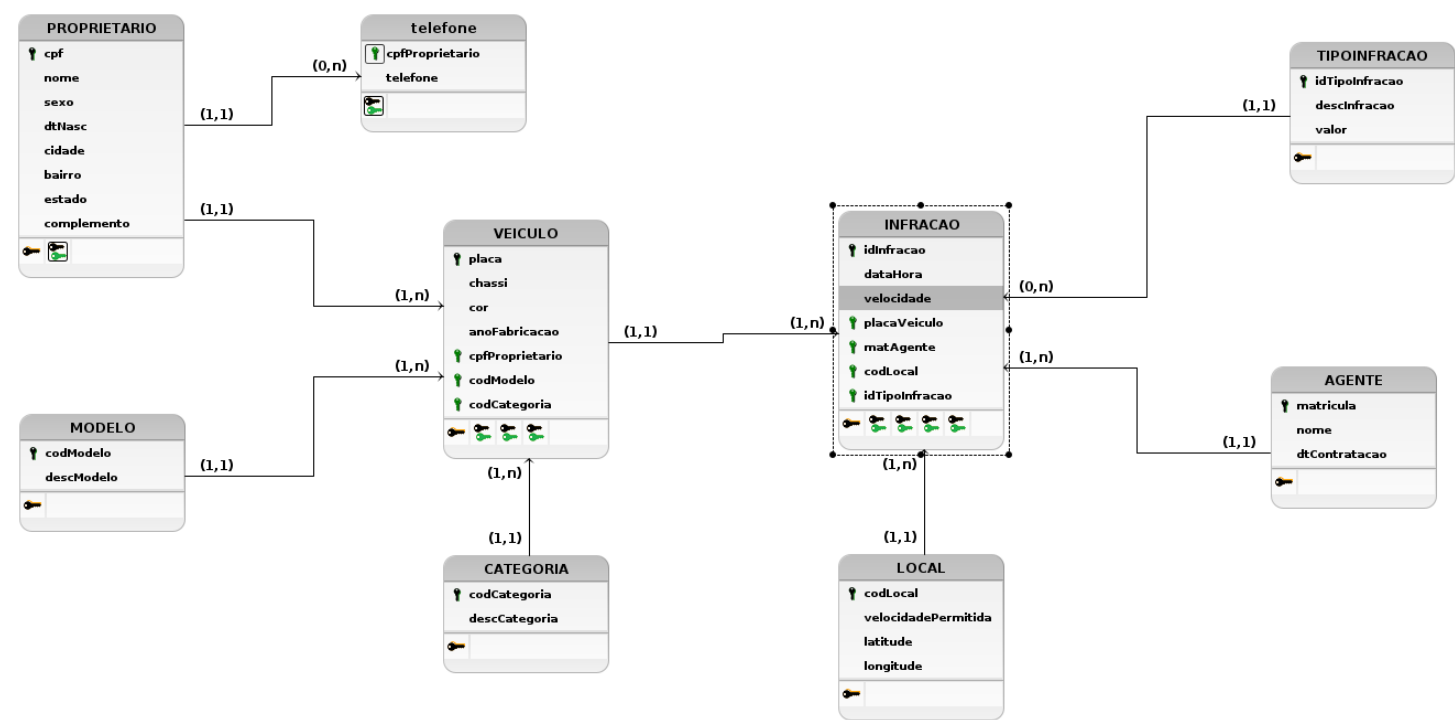 PROPRIETARIO
cpf
nome
sexo
dtNasc
cidade
bairro
estado
complemento
(1,1)
(1,1)
telefone
cpfProprietario
telefone
(0,n)
VEICULO
placa
chassi
cor
anoFabricacao
cpfProprietario
codModelo
codCategoria
(1,n)
(1,n)
(1,n)
(1,1)
MODELO
codModelo
descModelo
(1,1)
CATEGORIA
codCategoria
descCategoria
(1,1)
INFRACAO
idInfracao
dataHora
velocidade
placaVeiculo
matAgente
codLocal
idTipoInfracao
(1,n)
(0,n)
(1,n)
(1,n)
TIPOINFRACAO
idTipoInfracao
descInfracao
valor
(1,1)
AGENTE
matricula
nome
dtContratacao
(1,1)
LOCAL
codLocal
velocidadePermitida
latitude
longitude
(1,1)